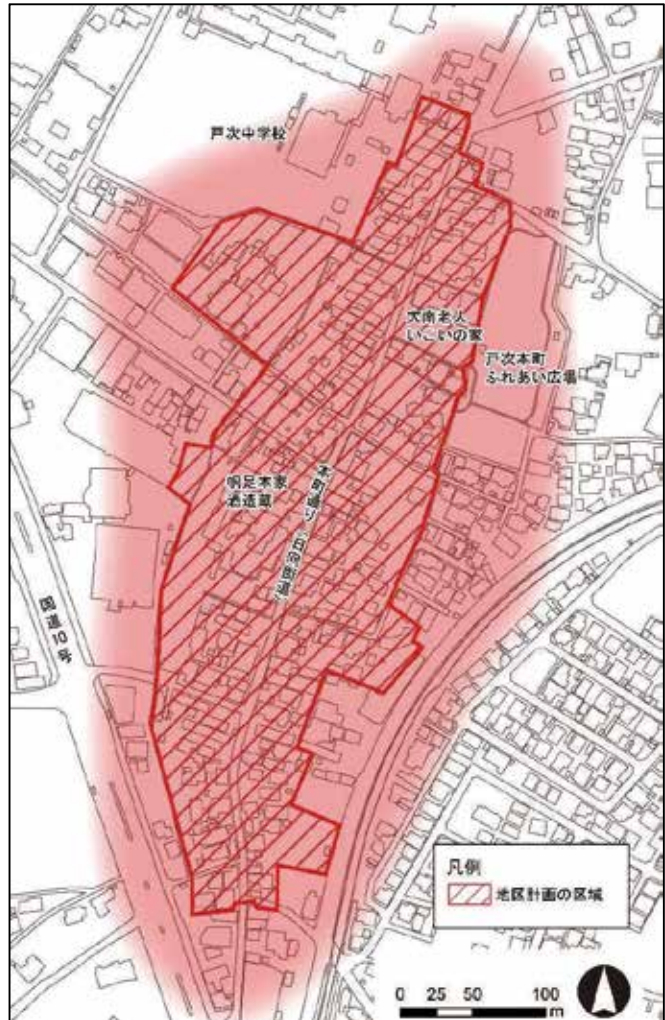 戸次中学校
大南老人
いこいの家
戸次本町
ふれあい広場
帆足本家
酒造蔵
本町通り（日向街道）
国道10号
凡例
地区計画の区域
0 25 50 100
m